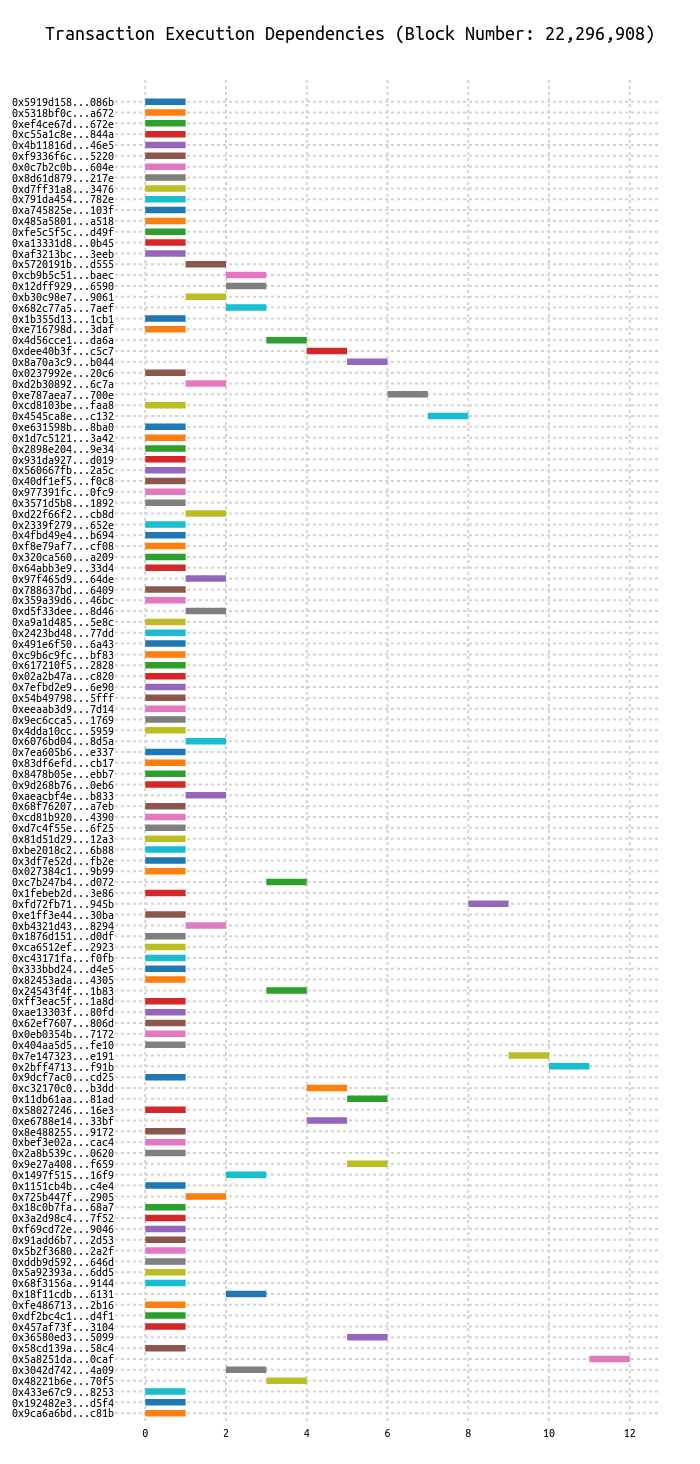 Transaction Execution Dependencies (Block Number: 22,296,908)
0x5919d158...086b
0x5318bf0c...a672
0xef4ce67d...672e
0xc55a1c8e...844a
0x4b11816d...46e5
0xf9336f6c...5220
0x0c7b2c0b...604e
0x8d61d879...217e
0xd7ff31a8...3476
0x791da454...782e
0xa745825e...103f
0x485a5801...a518
0xfe5c5f5c...d49f
0xa13331d8...0b45
0xaf3213bc...3eeb
0x5720191b...d555
0xcb9b5c51...baec
0x12dff929...6590
0xb30c98e7...9061
0x682c77a5...7aef
0x1b355d13...1cb1
0xe716798d...3daf
0x4d56cce1...da6a
0xdee40b3f...c5c7
0x8a70a3c9...b044
0x0237992e...20c6
0xd2b30892...6c7a
0xe787aea7...700e
0xcd8103be...faa8
0x4545ca8e...c132
0xe631598b...8ba0
0x1d7c5121...3a42
0x2898e204...9e34
0x931da927...d019
0x560667fb...2a5c
0x40df1ef5...f0c8
0x977391fc...0fc9
0x3571d5b8...1892
0xd22f66f2...cb8d
0x2339f279...652e
0x4fbd49e4...b694
0xf8e79af7...cf08
0x320ca560...a209
0x64abb3e9...33d4
0x97f465d9...64de
0x788637bd...6409
0x359a39d6...46bc
0xd5f33dee...8d46
0xa9a1d485...5e8c
0x2423bd48...77dd
0x491e6f50...6a43
0xc9b6c9fc...bf83
0x617210f5...2828
0x02a2b47a...c820
0x7efbd2e9...6e90
0x54b49798...5fff
0xeeaab3d9...7d14
0x9ec6cca5...1769
0x4dda10cc...5959
0x6076bd04...8d5a
0x7ea605b6...e337
0x83df6efd...cb17
0x8478b05e...ebb7
0x9d268b76...0eb6
0xaeacbf4e...b833
0x68f76207...a7eb
0xcd81b920...4390
0xd7c4f55e...6f25
0x81d51d29...12a3
0xbe2018c2...6b88
0x3df7e52d...fb2e
0x027384c1...9b99
0xc7b247b4...d072
0x1febeb2d...3e86
0xfd72fb71...945b
0xe1ff3e44...30ba
0xb4321d43...8294
0x1876d151...d0df
0xca6512ef...2923
0xc43171fa...f0fb
0x333bbd24...d4e5
0x82453ada...4305
0x24543f4f...1b83
0xff3eac5f...1a8d
0xae13303f...80fd
0x62ef7607...806d
0x0eb0354b...7172
0x404aa5d5...fe10
0x7e147323...e191
0x2bff4713...f91b
0x9dcf7ac0...cd25
0xc32170c0...b3dd
0x11db61aa...81ad
0x58027246...16e3
0xe6788e14...33bf
0x8e488255...9172
0xbef3e02a...cac4
0x2a8b539c...0620
0x9e27a408...f659
0x1497f515...16f9
0x1151cb4b...c4e4
0x725b447f...2905
0x18c0b7fa...68a7
0x3a2d98c4...7f52
0xf69cd72e...9046
0x91add6b7...2d53
0x5b2f3680...2a2f
0xddb9d592...646d
0x5a92393a...6dd5
0x68f3156a...9144
0x18f11cdb...6131
0xfe486713...2b16
0xdf2bc4c1...d4f1
0x457af73f...3104
0x36580ed3...5099
0x58cd139a...58c4
0x5a8251da...0caf
0x3042d742...4a09
0x48221b6e...70f5
0x433e67c9...8253
0x192482e3...d5f4
0x9ca6a6bd...c81b
0 2 4 6 8 10 12